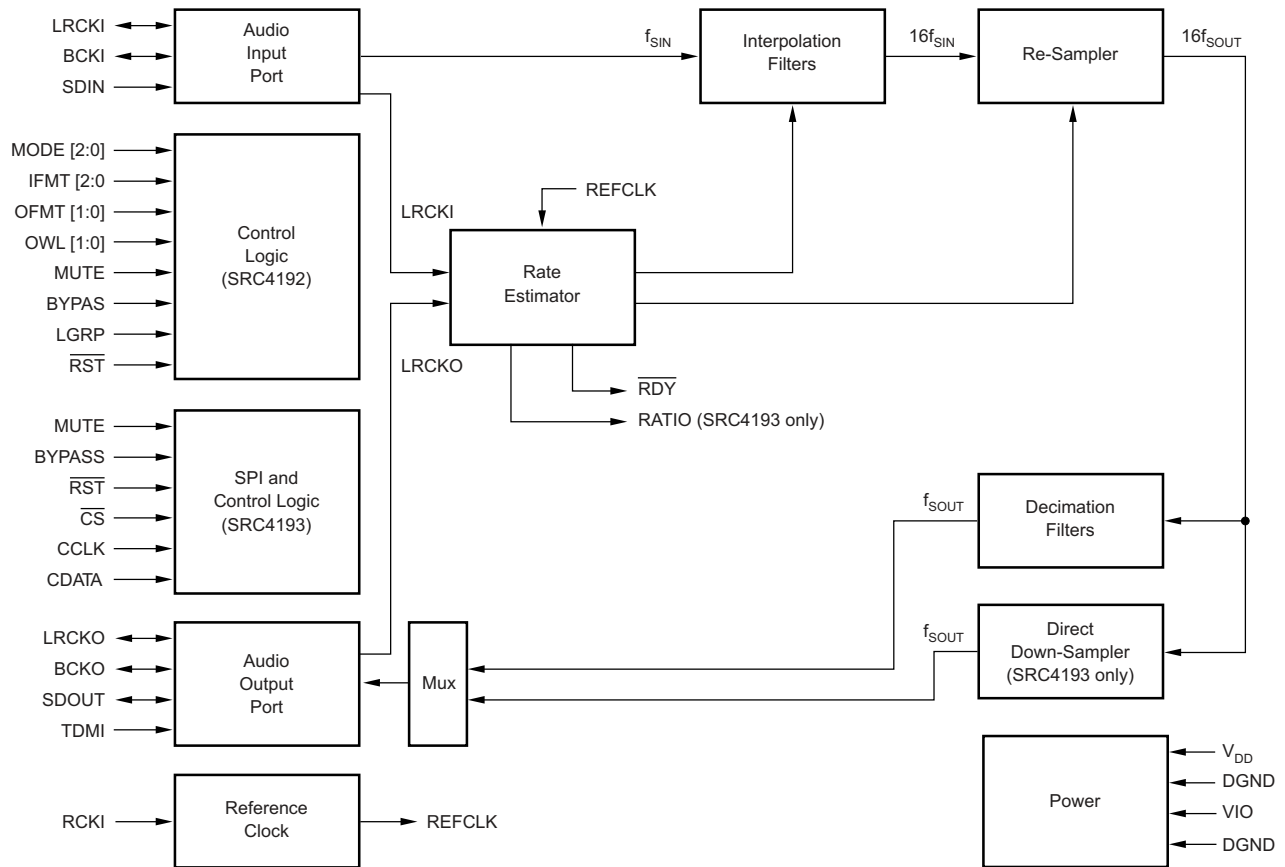 LRCKI
BCKI
SDIN
Audio
Input
Port
fSIN
Interpolation
Filters
16fSIN
Re-Sampler
16fSOUT
MODE [2:0]
IFMT [2:0
OFMT [1:0]
OWL [1:0]
MUTE
BYPAS
LGRP
RST
Control
Logic
(SRC4192)
LRCKI
REFCLK
Rate
Estimator
LRCKO
RDY
RATIO (SRC4193 only)
MUTE
BYPASS
RST
CS
CCLK
CDATA
SPI and
Control Logic
(SRC4193)
fSOUT
Decimation
Filters
LRCKO
BCKO
SDOUT
TDMI
Audio
Output
Port
Mux
fSOUT
Direct
Down-Sampler
(SRC4193 only)
RCKI
Reference
Clock
REFCLK
Power
VDD
DGND
VIO
DGND